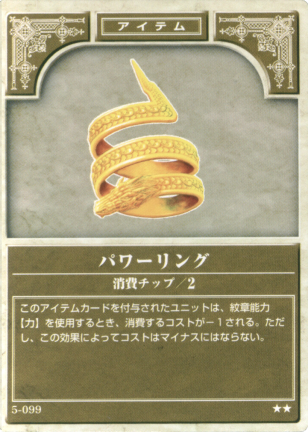 アイテム
パワーリング
消費チップ／2
このアイテムカードを付与されたユニットは、紋章能力
【力】を使用するとき、消費するコストが－1される。ただ
し、この効果によってコストはマイナスにはならない。
5-099 ★★